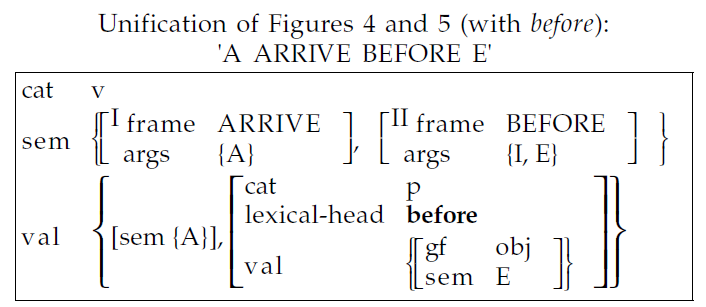 Unification of Figures 4 and 5 (with before):
'A ARRIVE BEFORE E'
cat v
sem {[I frame ARRIVE args {A}], [II frame BEFORE args {I, E}]}
val {[sem {A}], [cat p lexical-head before val {[gf obj sem E]}]}